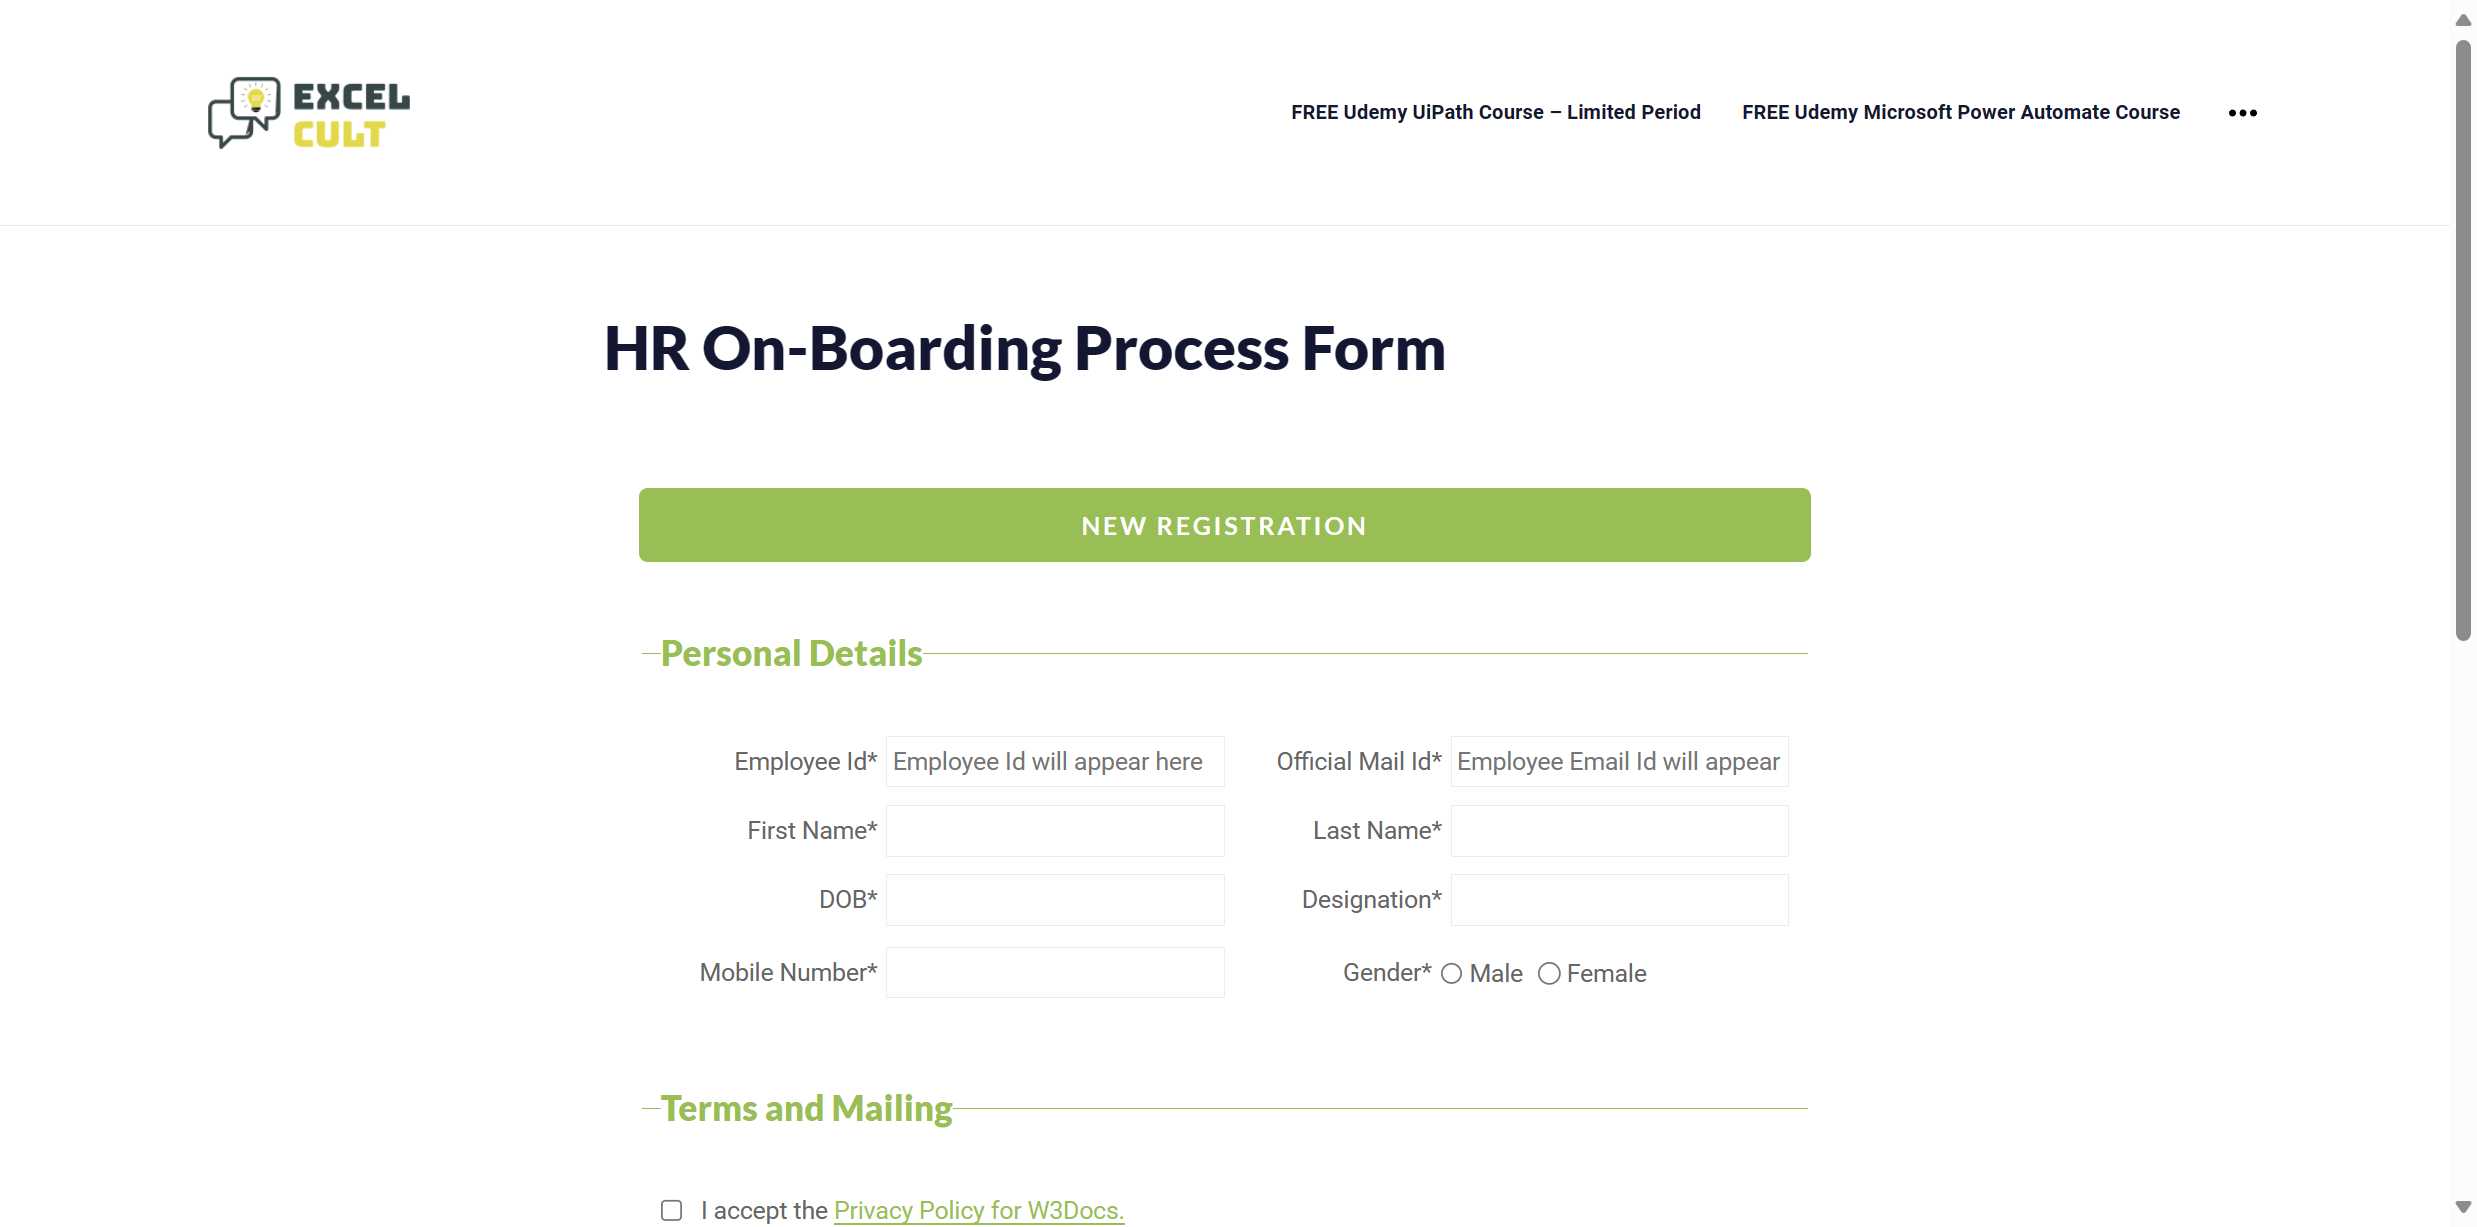 EXCEL
CULT
FREE Udemy UiPath Course – Limited Period FREE Udemy Microsoft Power Automate Course •••
HR On-Boarding Process Form
NEW REGISTRATION
Personal Details
Employee Id* Employee Id will appear here Official Mail Id* Employee Email Id will appear
First Name* Last Name*
DOB* Designation*
Mobile Number* Gender* Male Female
Terms and Mailing
I accept the Privacy Policy for W3Docs.